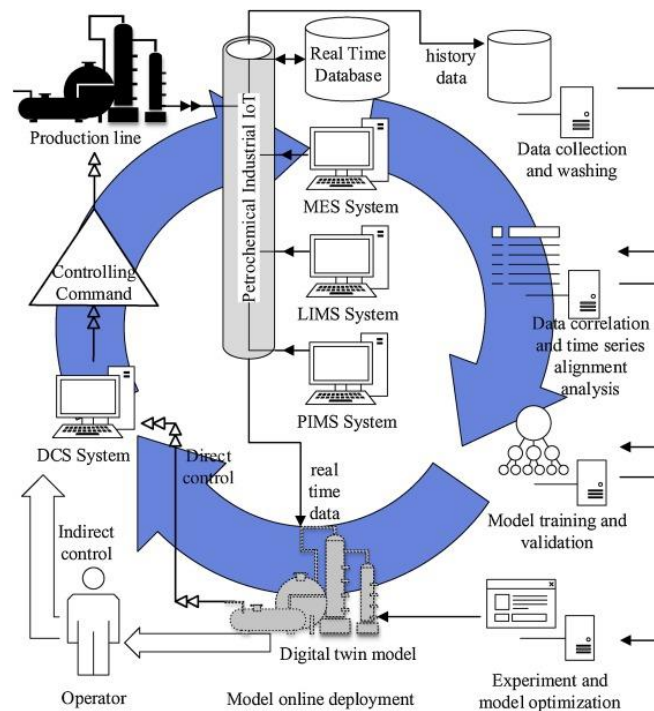 Real Time
Database
history
data
Production line
Petrochemical Industrial IoT
Data collection
and washing
MES System
Controlling
Command
LIMS System
Data correlation
and time series
alignment
analysis
PIMS System
DCS System
Direct
control
real
time
data
Model training and
validation
Indirect
control
Digital twin model
Operator
Model online deployment
Experiment and
model optimization